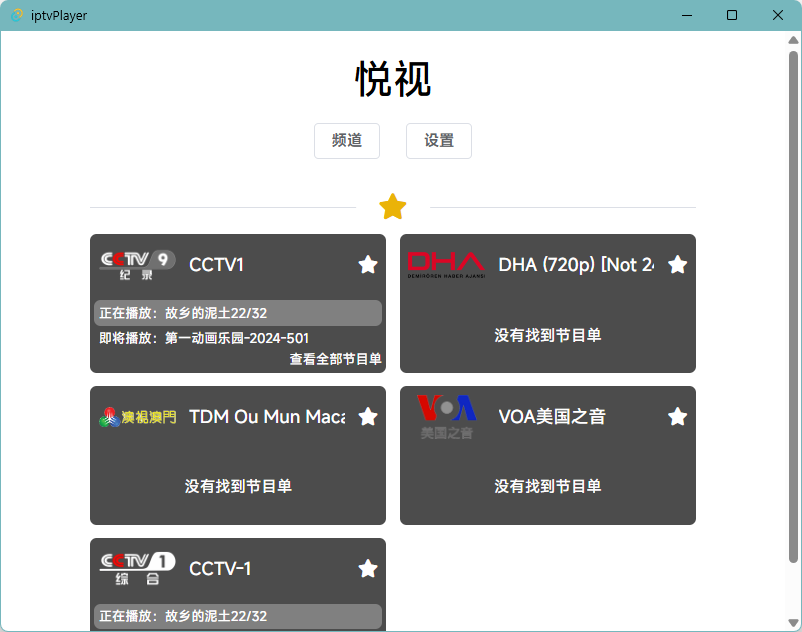 iptvPlayer
悦视
频道
设置
CCTV 9
纪录
CCTV1
正在播放：故乡的泥土22/32
即将播放：第一动画乐园-2024-501
查看全部节目单
DHA
DEMIRÖREN HABER AJANSI
DHA (720p) [Not 24
没有找到节目单
澳視澳門
TDM Ou Mun Maca
没有找到节目单
VOA
美国之音
VOA美国之音
没有找到节目单
CCTV 1
综合
CCTV-1
正在播放：故乡的泥土22/32